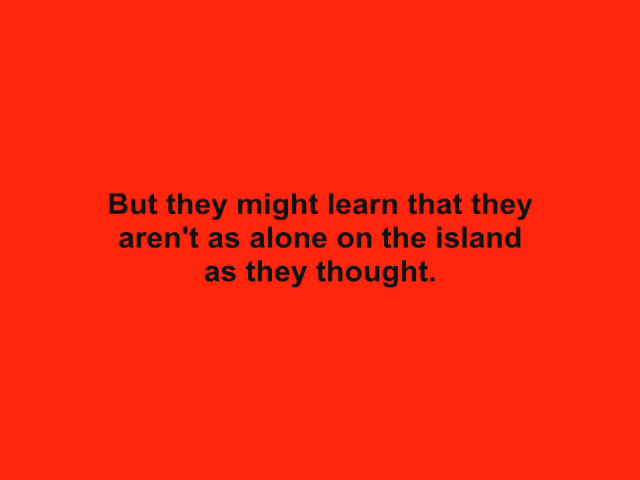 But they might learn that they
aren't as alone on the island
as they thought.